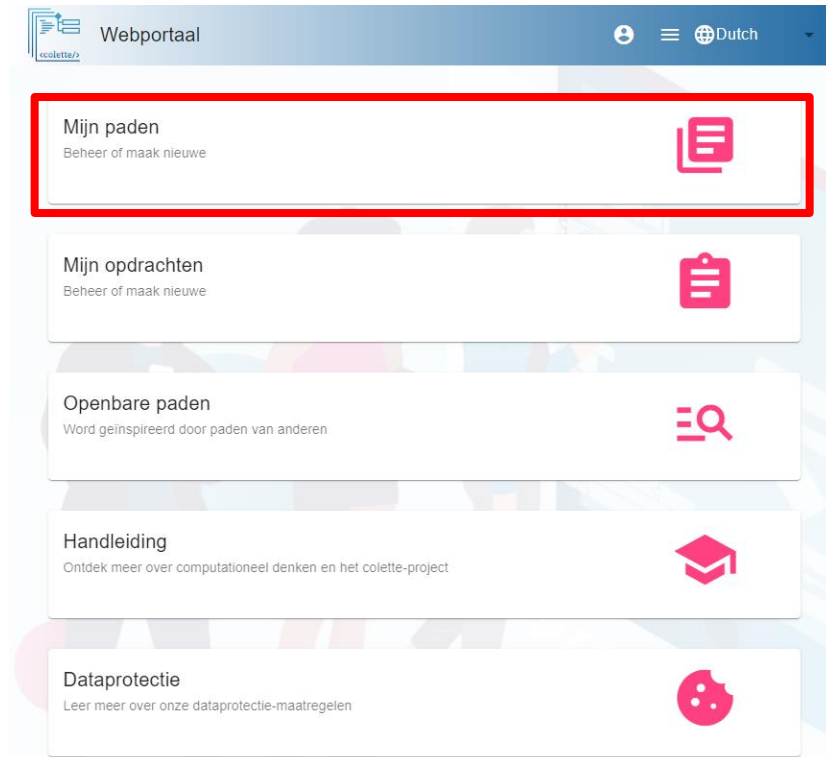 <colette/>
Webportaal
Dutch
Mijn paden
Beheer of maak nieuwe
Mijn opdrachten
Beheer of maak nieuwe
Openbare paden
Word geïnspireerd door paden van anderen
Handleiding
Ontdek meer over computationeel denken en het colette-project
Dataprotectie
Leer meer over onze dataprotectie-maatregelen